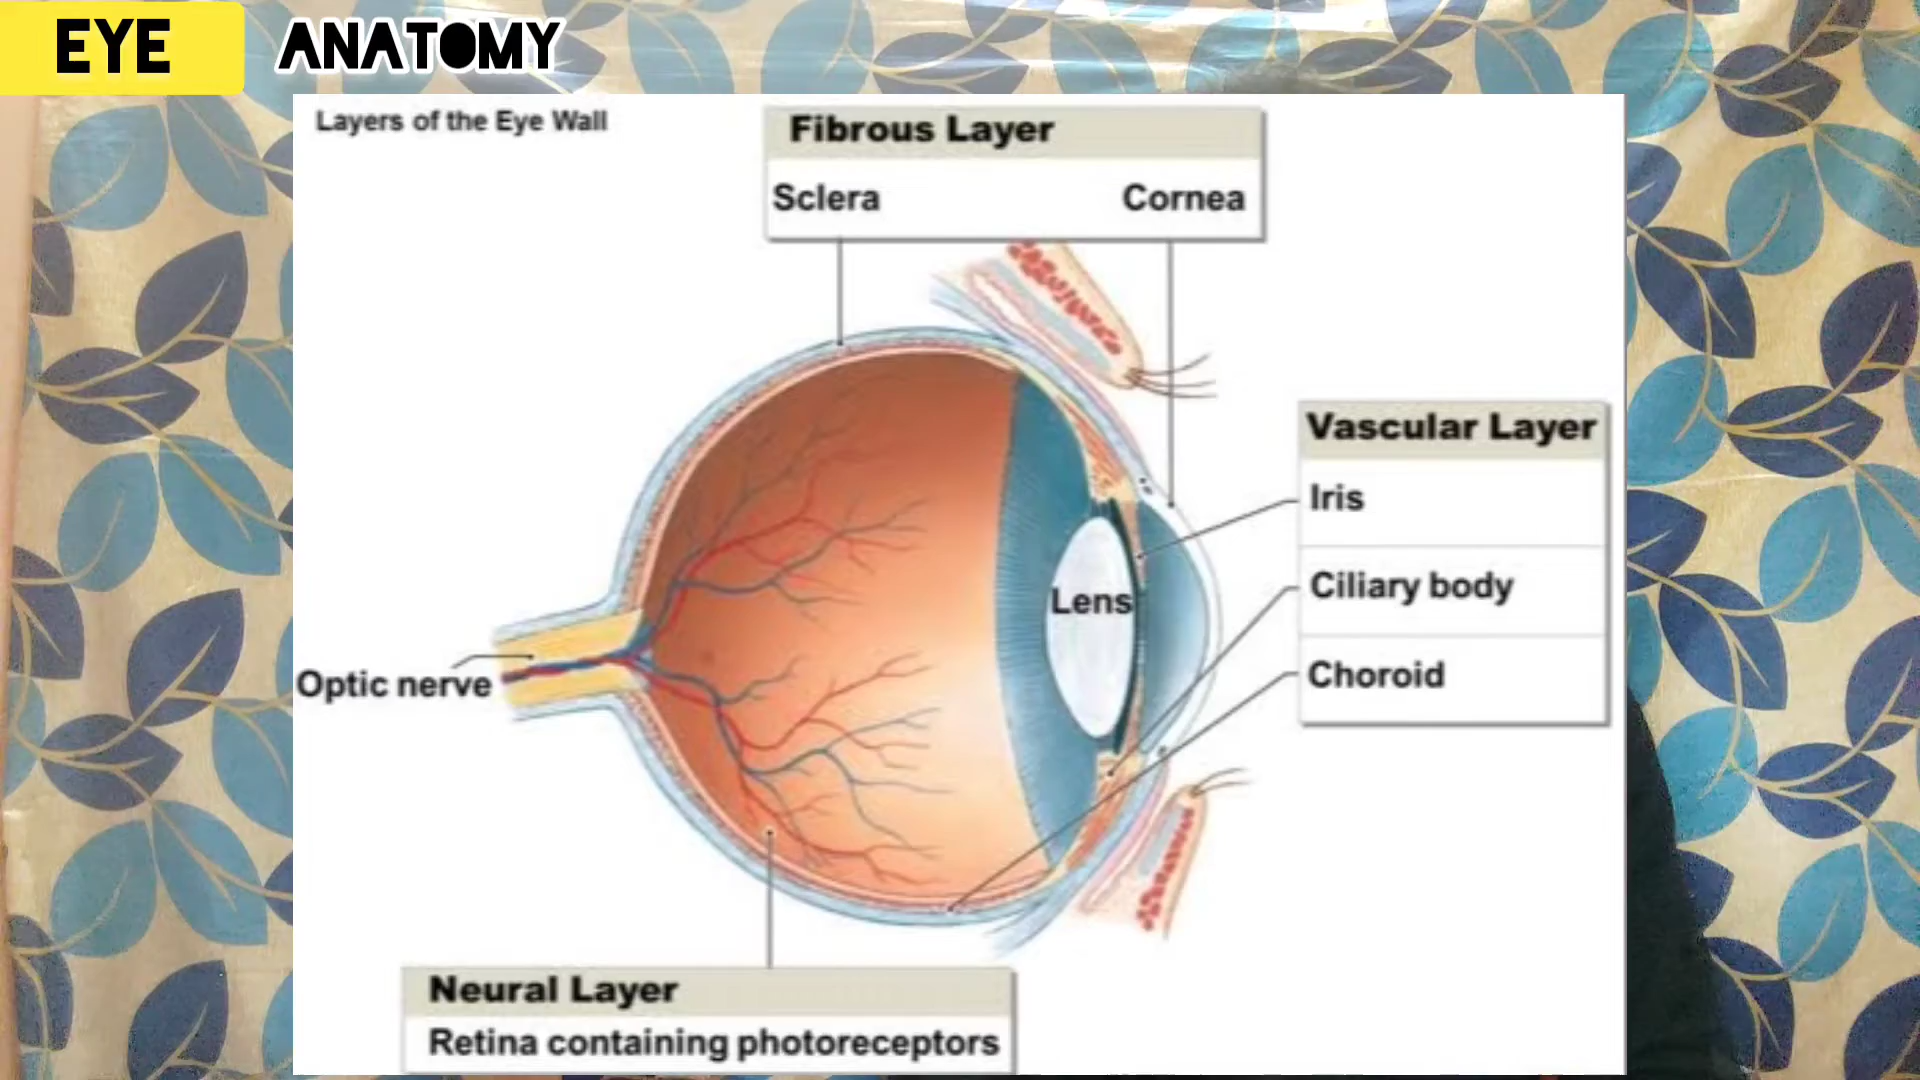 EYE ANATOMY
Layers of the Eye Wall
Fibrous Layer
Sclera Cornea
Vascular Layer
Iris
Ciliary body
Choroid
Lens
Optic nerve
Neural Layer
Retina containing photoreceptors